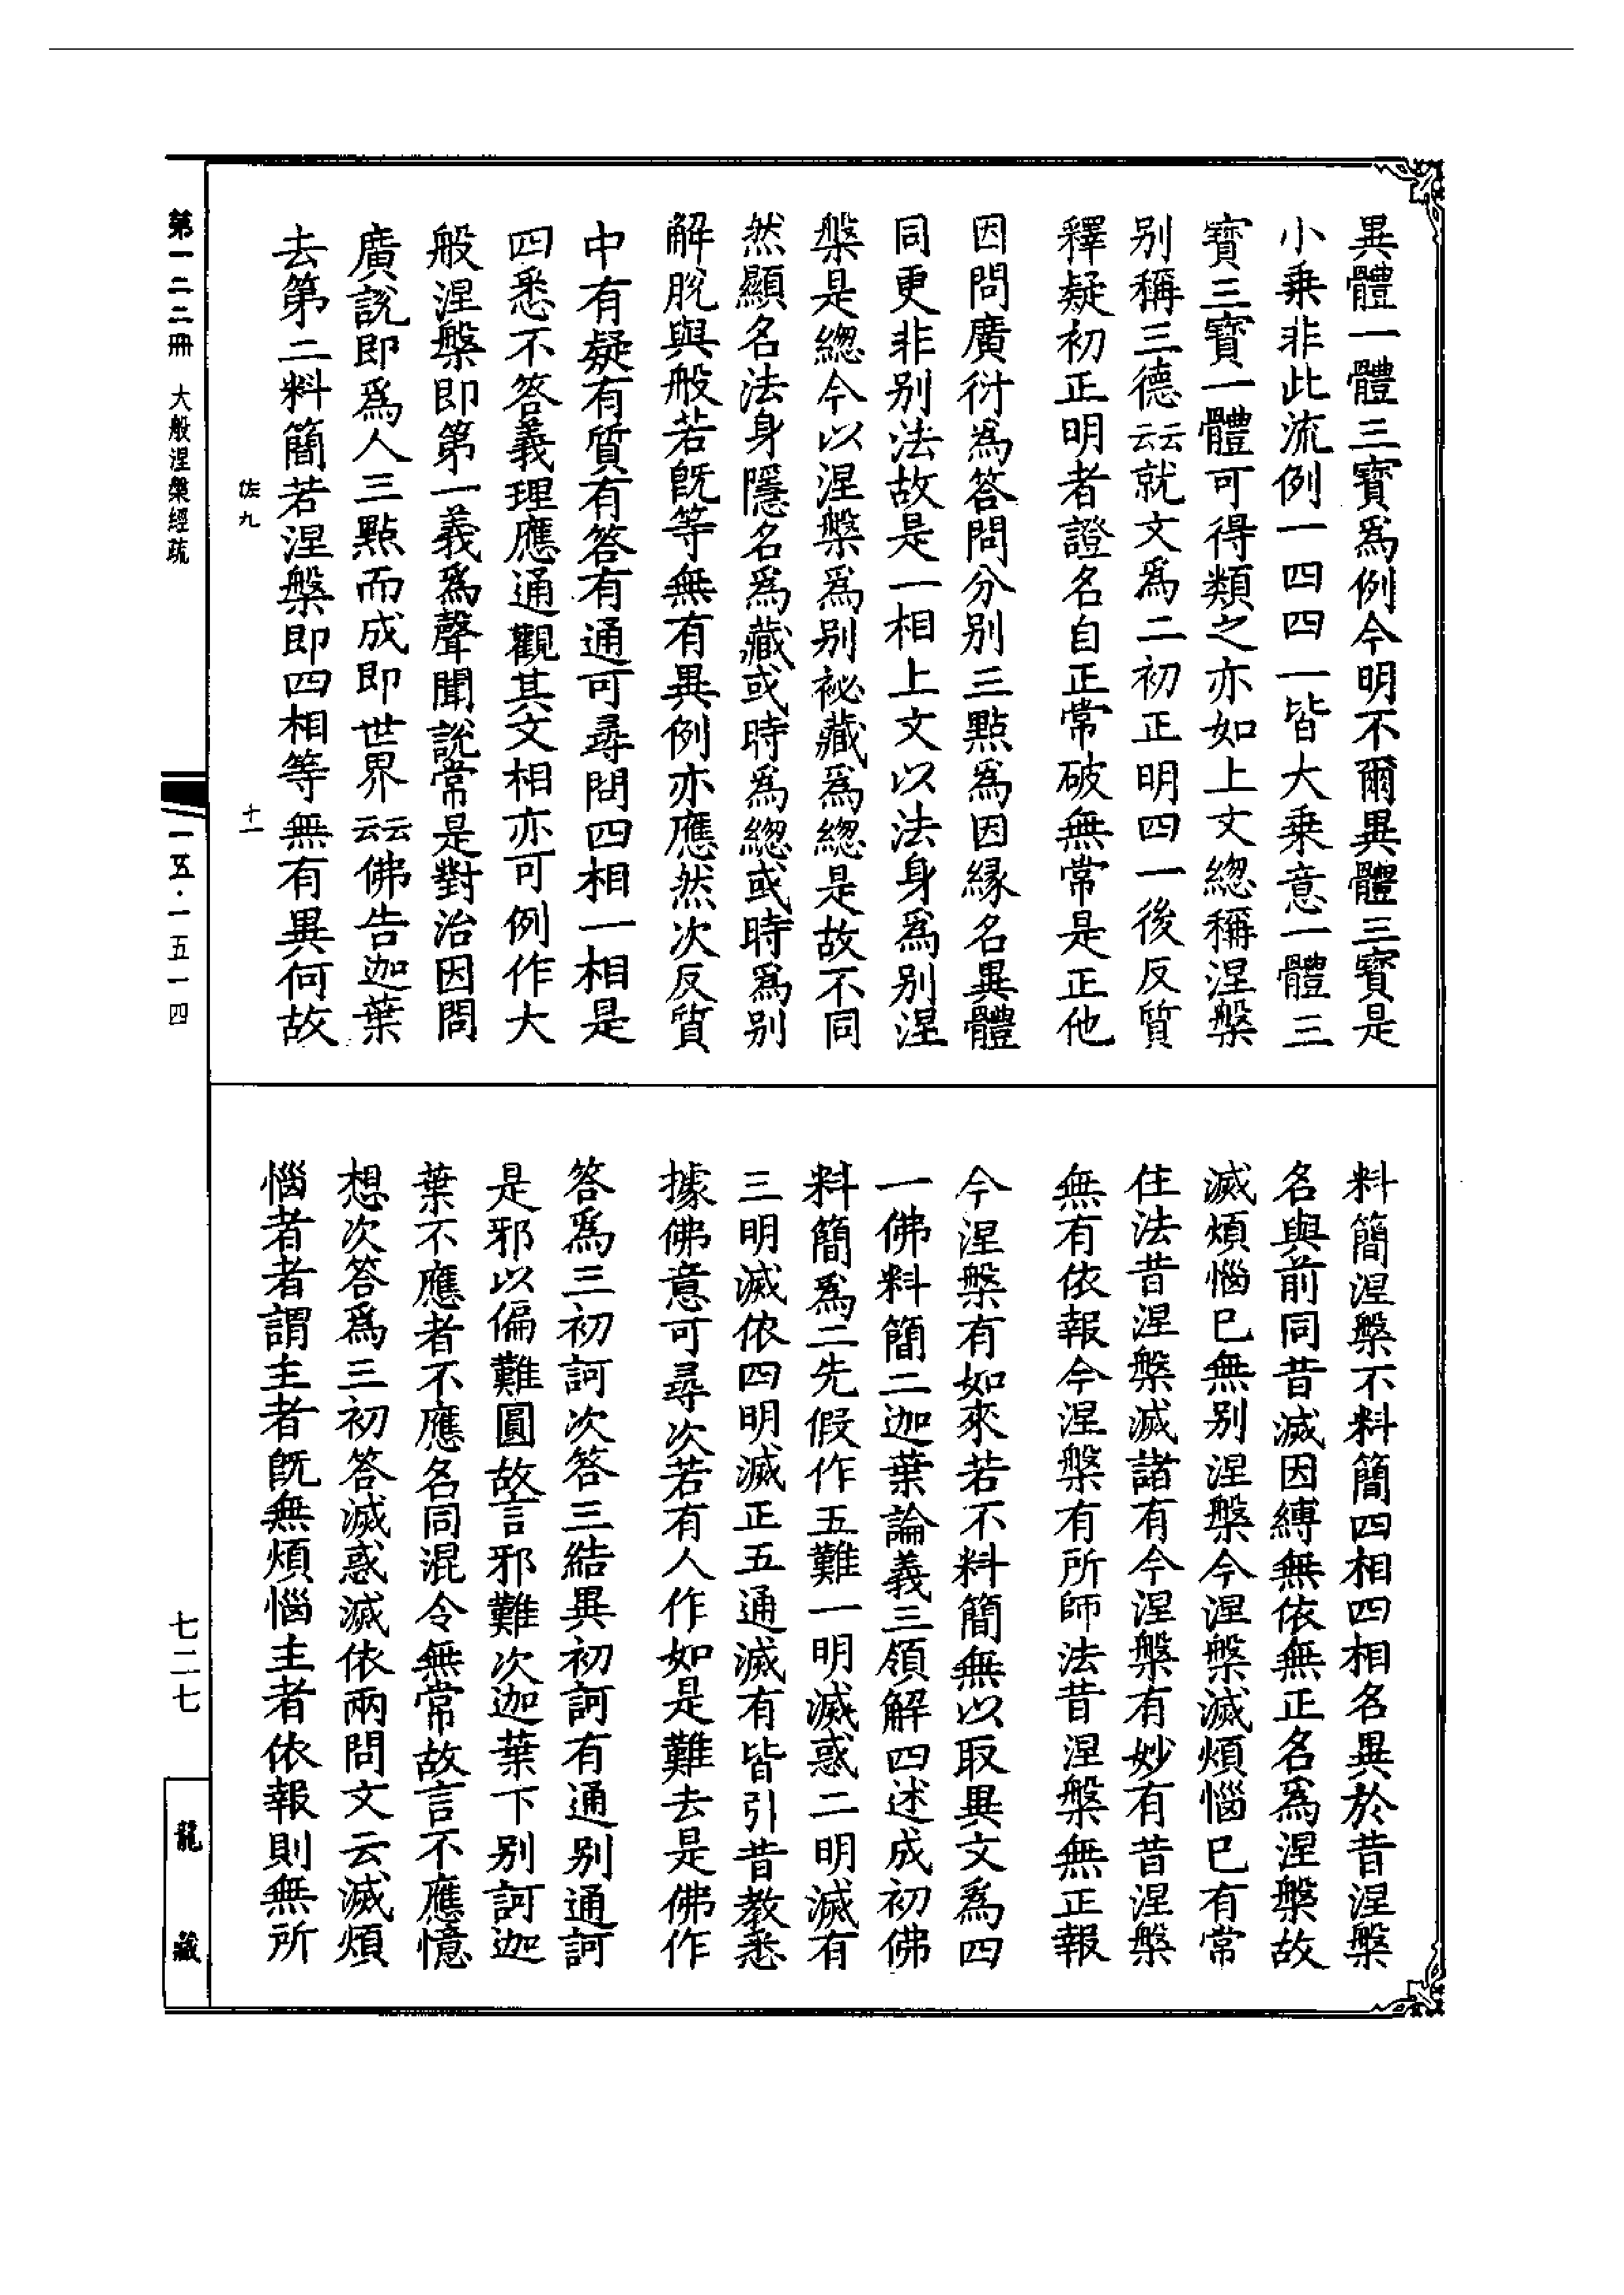 異體一體三寶爲例今明不爾異體三寶是
小乗非此流例一四四一皆大乗意一體三
寶三寶一體可得類之亦如上文緫稱涅槃
别稱三德云云就文爲二初正明四一後反質
釋疑初正明者證名自正常破無常是正他
因問廣衍為答問分别三點為因緣名異體
同更非别法故是一相上文以法身爲别涅
槃是緫今以涅槃爲别祕藏爲緫是故不同
然顯名法身隱名爲藏或時爲緫或時爲别
解脫與般若旣等無有異例亦應然次反質
中有疑有質有答有通可尋問四相一相是
四悉不答義理應通觀其文相亦可例作大
般涅槃即第一義爲聲聞說常是對治因問
廣說即爲人三點而成即世界云云佛告迦葉
去第二料簡若涅槃即四相等無有異何故
料簡涅槃不料簡四相四相名異於昔涅槃
名與前同昔滅因縛無依無正名爲涅槃故
滅煩惱已無别涅槃今涅槃滅煩惱已有常
住法昔涅槃滅諸有今涅槃有妙有昔涅槃
無有依報今涅槃有所師法昔涅槃無正報
今涅槃有如來若不料簡無以取異文爲四
一佛料簡二迦葉論義三領解四述成初佛
料簡爲二先假作五難一明滅惑二明滅有
三明滅依四明滅正五通滅有皆引昔教悉
據佛意可尋次若有人作如是難去是佛作
答爲三初訶次答三結異初訶有通别通訶
是邪以偏難圓故言邪難次迦葉下别訶迦
葉不應者不應名同混令無常故言不應憶
想次答爲三初答滅惑滅依兩問文云滅煩
惱者者謂主者旣無煩惱主者依報則無所
第一二二冊 大般涅槃經疏
佐九 十一
一五·一五一四
七二七
龍藏